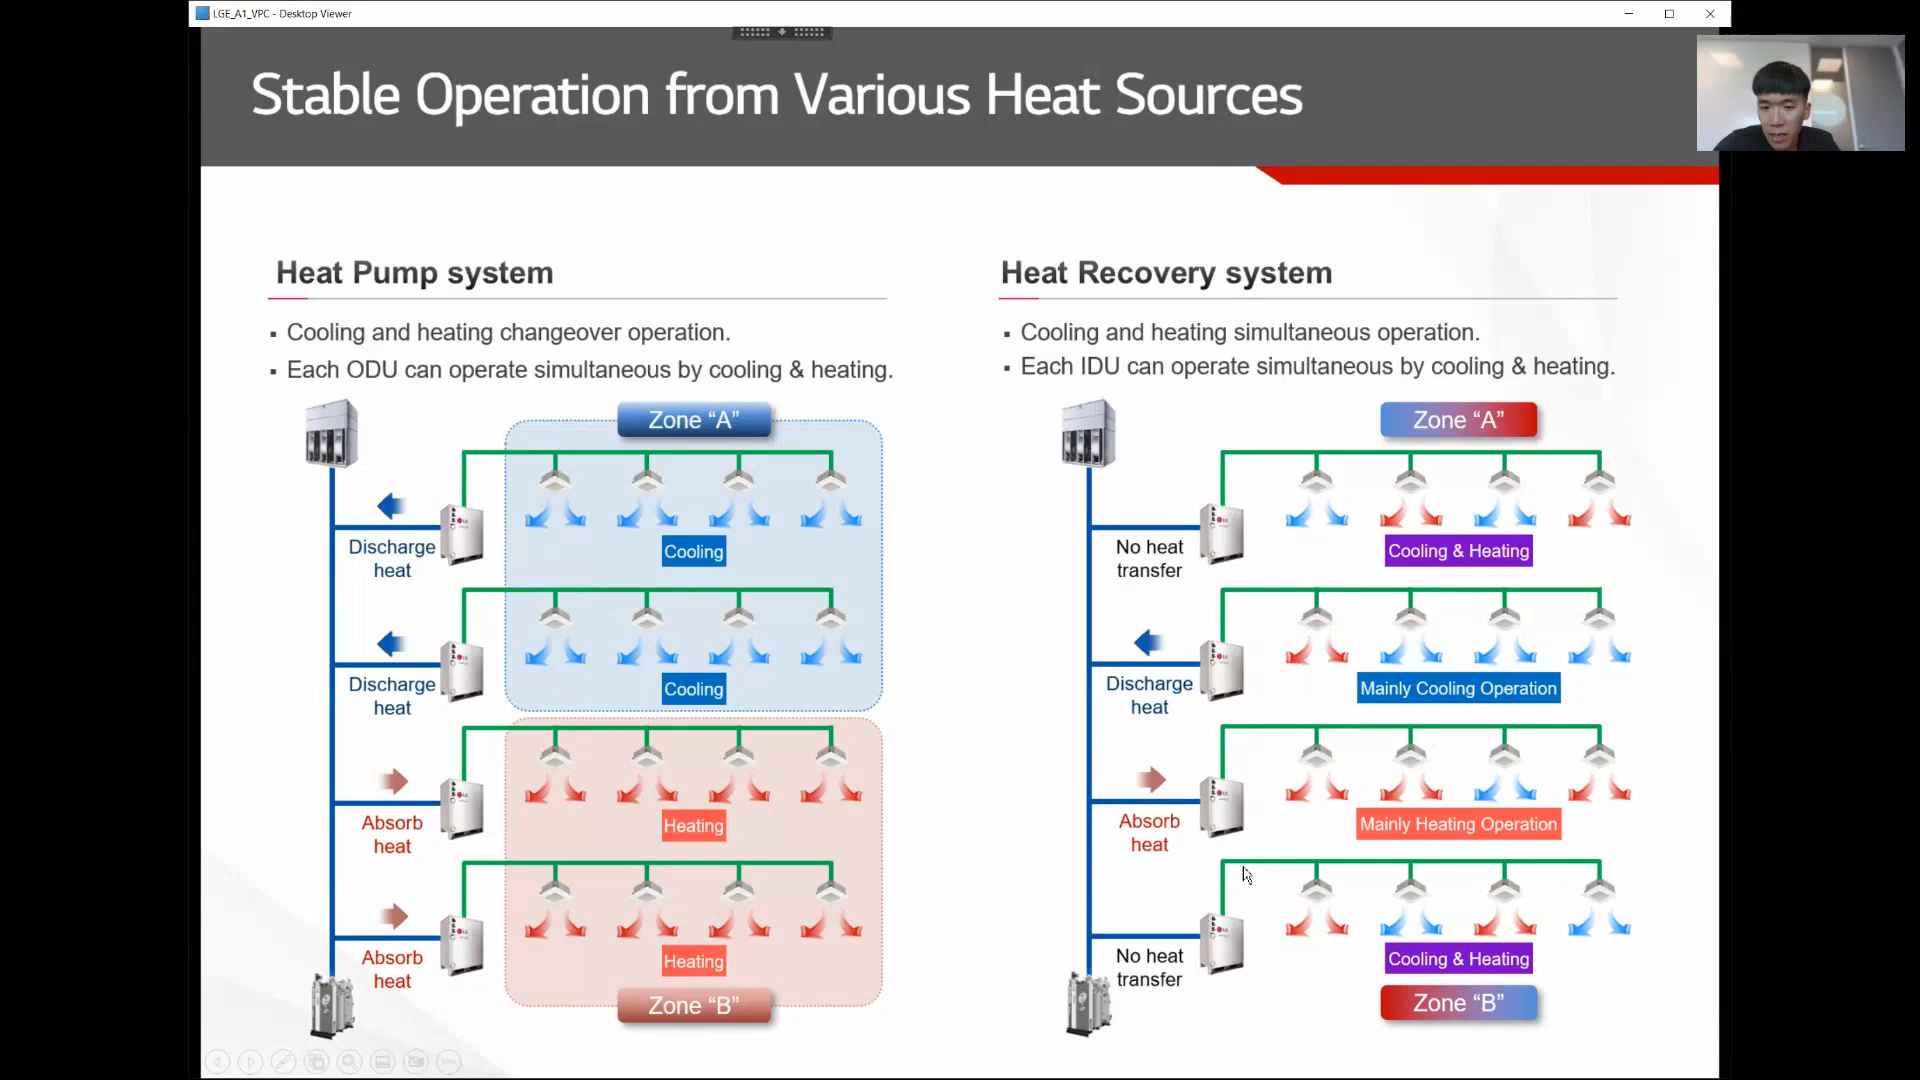 LGE_A1_VPC - Desktop Viewer
Stable Operation from Various Heat Sources
Heat Pump system
▪ Cooling and heating changeover operation.
▪ Each ODU can operate simultaneous by cooling & heating.
Zone “A”
Discharge
heat
Cooling
Discharge
heat
Cooling
Absorb
heat
Heating
Absorb
heat
Heating
Zone “B”
Heat Recovery system
▪ Cooling and heating simultaneous operation.
▪ Each IDU can operate simultaneous by cooling & heating.
Zone “A”
No heat
transfer
Cooling & Heating
Discharge
heat
Mainly Cooling Operation
Absorb
heat
Mainly Heating Operation
No heat
transfer
Cooling & Heating
Zone “B”